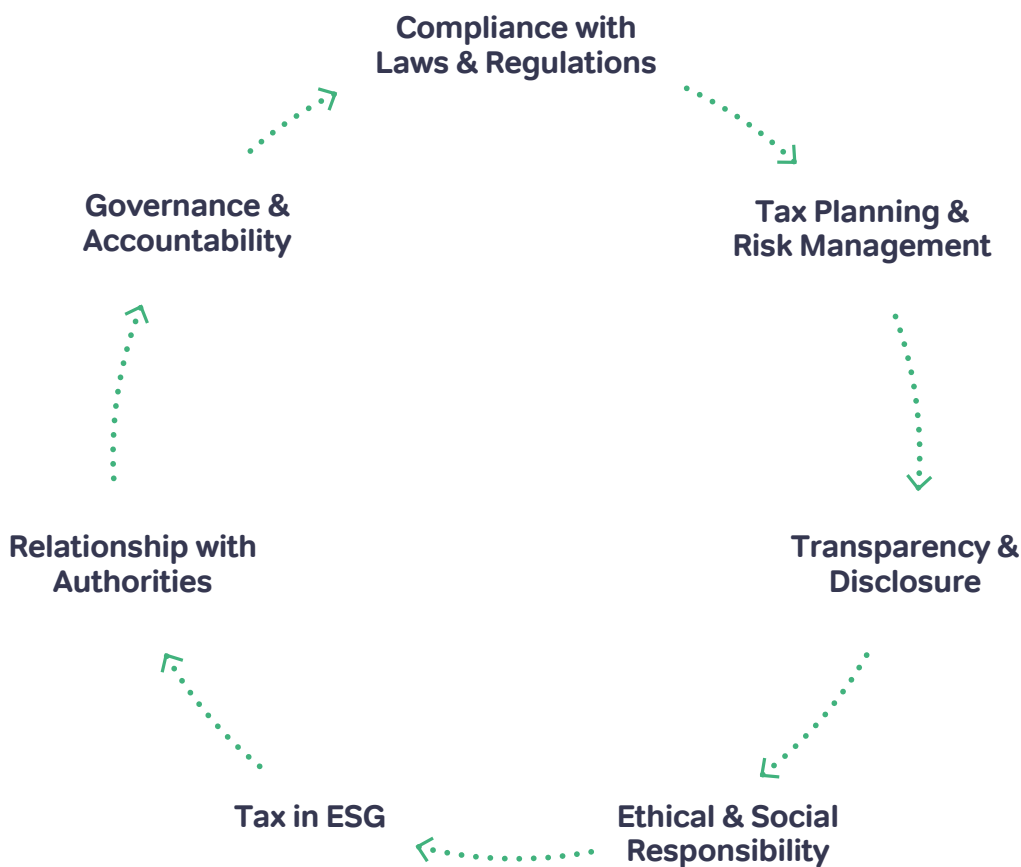 Compliance with
Laws & Regulations
Tax Planning &
Risk Management
Transparency &
Disclosure
Ethical & Social
Responsibility
Tax in ESG
Relationship with
Authorities
Governance &
Accountability